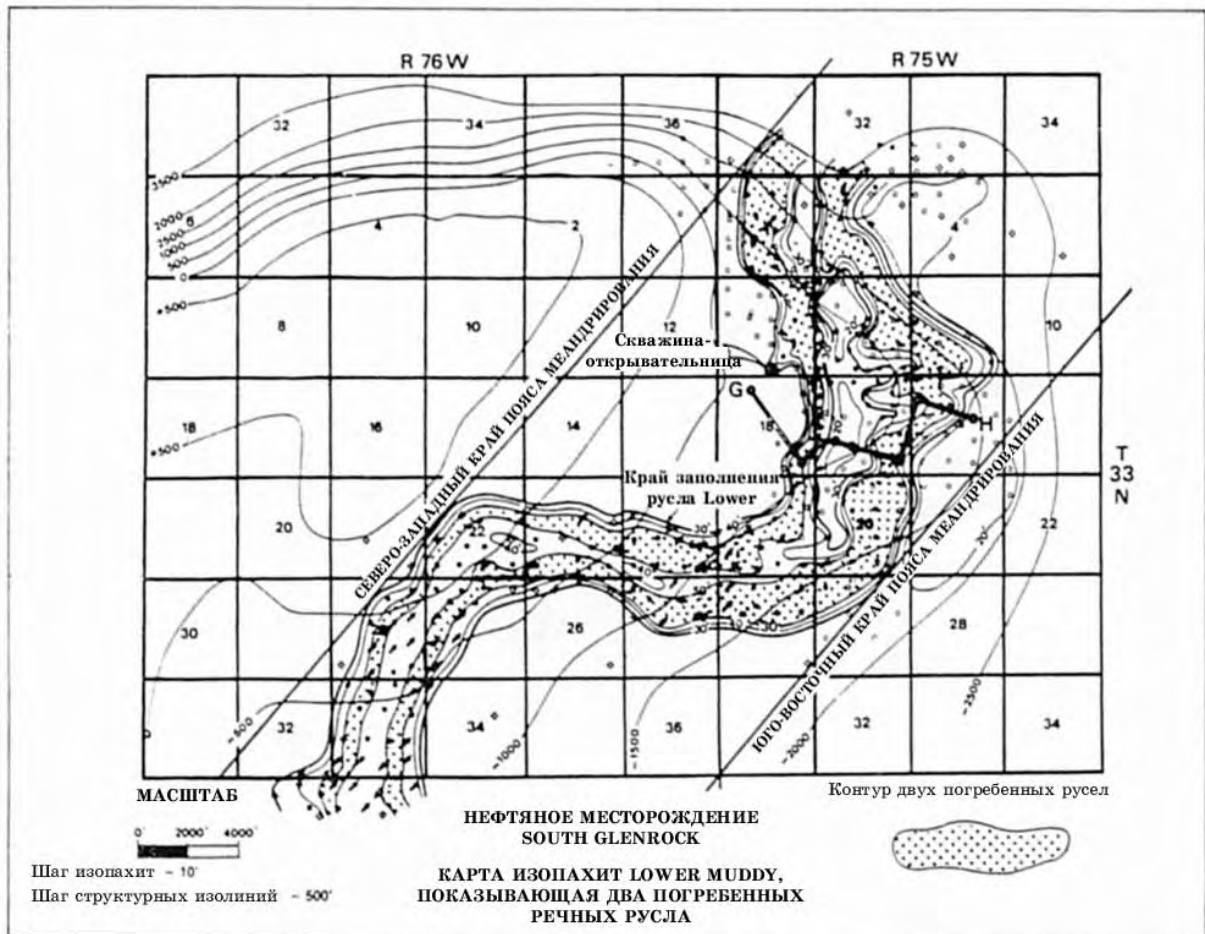 R 76 W
R 75 W
32
34
36
32
34
3500
2000
2500
1000
500
0
+500
6
4
2
4
8
10
12
10
СЕВЕРО-ЗАПАДНЫЙ КРАЙ ПОЯСА МЕАНДРИРОВАНИЯ
Скважина-
открывательница
G
H
18
16
14
18
+500
T
33
N
Край заполнения
русла Lower
20
22
20
22
30'
20'
ЮГО-ВОСТОЧНЫЙ КРАЙ ПОЯСА МЕАНДРИРОВАНИЯ
30
26
28
32
34
36
32
34
-500
-1000
-1500
-2000
-2500
МАСШТАБ
0' 2000' 4000'
Шаг изопахит - 10'
Шаг структурных изолиний - 500'
НЕФТЯНОЕ МЕСТОРОЖДЕНИЕ
SOUTH GLENROCK
КАРТА ИЗОПАХИТ LOWER MUDDY,
ПОКАЗЫВАЮЩАЯ ДВА ПОГРЕБЕННЫХ
РЕЧНЫХ РУСЛА
Контур двух погребенных русел